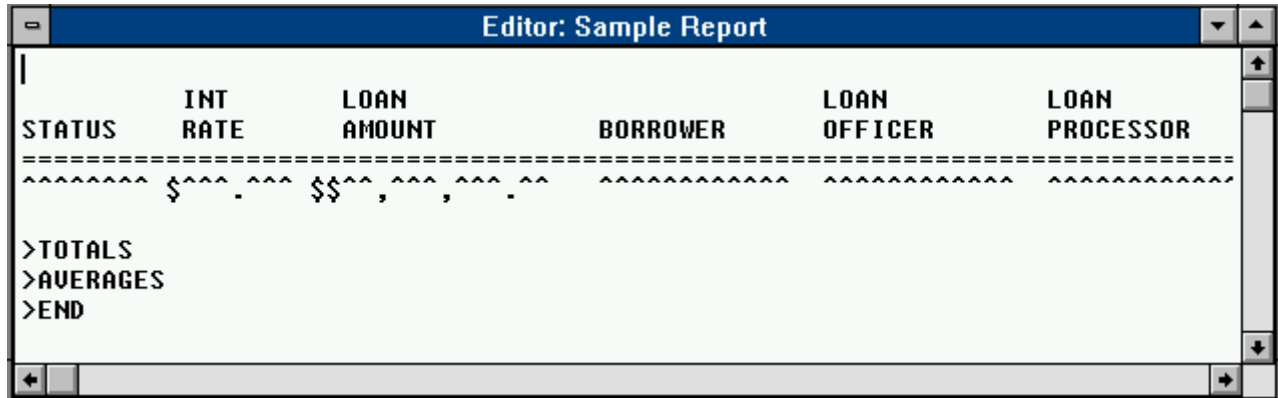 Editor: Sample Report
         INT       LOAN                            LOAN          LOAN
STATUS   RATE      AMOUNT          BORROWER      OFFICER       PROCESSOR
============================================================================
^^^^^^^^ $^^^.^^^ $$^^,^^^,^^^.^^   ^^^^^^^^^^^^  ^^^^^^^^^^^^  ^^^^^^^^^^^^
>TOTALS
>AVERAGES
>END